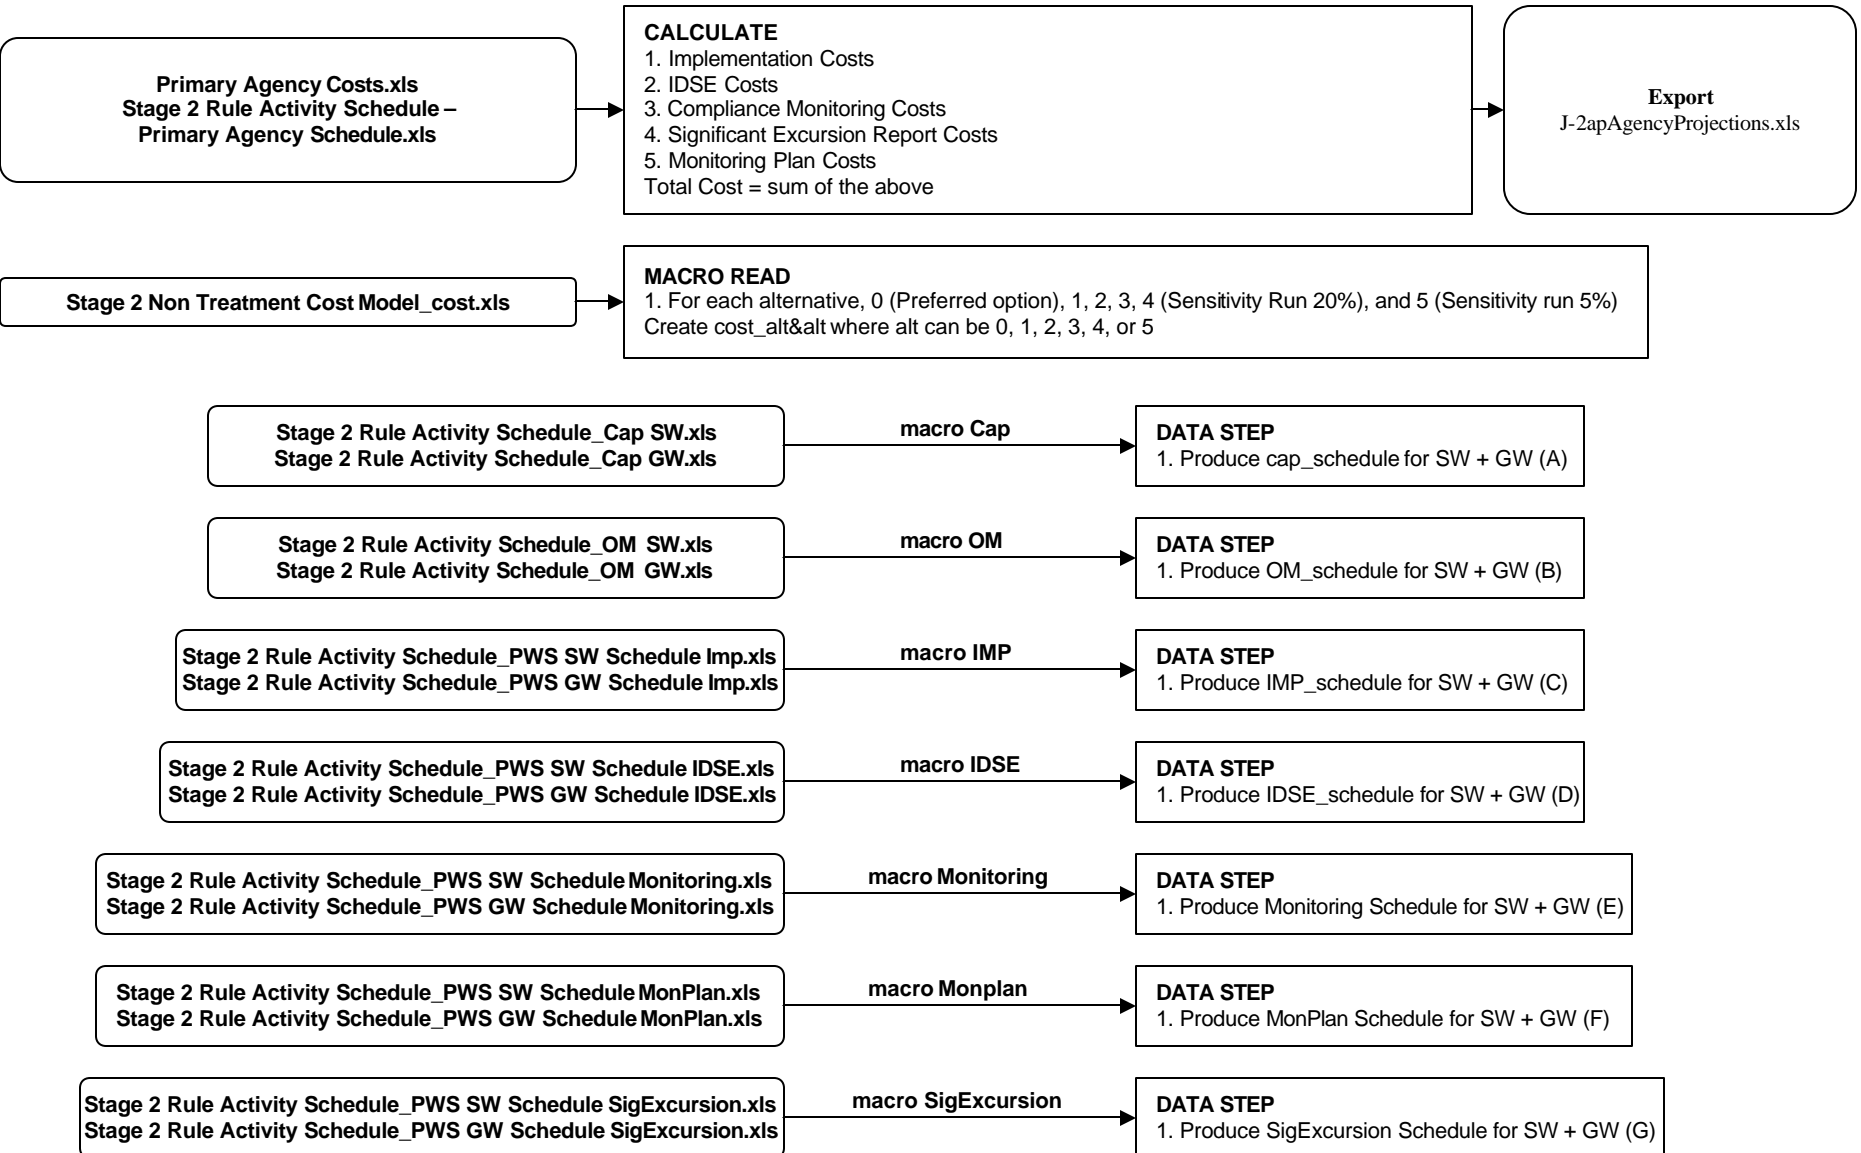 Primary Agency Costs.xls
Stage 2 Rule Activity Schedule –
Primary Agency Schedule.xls
CALCULATE
1. Implementation Costs
2. IDSE Costs
3. Compliance Monitoring Costs
4. Significant Excursion Report Costs
5. Monitoring Plan Costs
Total Cost = sum of the above
Export
J-2apAgencyProjections.xls
Stage 2 Non Treatment Cost Model_cost.xls
MACRO READ
1. For each alternative, 0 (Preferred option), 1, 2, 3, 4 (Sensitivity Run 20%), and 5 (Sensitivity run 5%)
Create cost_alt&alt where alt can be 0, 1, 2, 3, 4, or 5
Stage 2 Rule Activity Schedule_Cap SW.xls
Stage 2 Rule Activity Schedule_Cap GW.xls
macro Cap
DATA STEP
1. Produce cap_schedule for SW + GW (A)
Stage 2 Rule Activity Schedule_OM SW.xls
Stage 2 Rule Activity Schedule_OM GW.xls
macro OM
DATA STEP
1. Produce OM_schedule for SW + GW (B)
Stage 2 Rule Activity Schedule_PWS SW Schedule Imp.xls
Stage 2 Rule Activity Schedule_PWS GW Schedule Imp.xls
macro IMP
DATA STEP
1. Produce IMP_schedule for SW + GW (C)
Stage 2 Rule Activity Schedule_PWS SW Schedule IDSE.xls
Stage 2 Rule Activity Schedule_PWS GW Schedule IDSE.xls
macro IDSE
DATA STEP
1. Produce IDSE_schedule for SW + GW (D)
Stage 2 Rule Activity Schedule_PWS SW Schedule Monitoring.xls
Stage 2 Rule Activity Schedule_PWS GW Schedule Monitoring.xls
macro Monitoring
DATA STEP
1. Produce Monitoring Schedule for SW + GW (E)
Stage 2 Rule Activity Schedule_PWS SW Schedule MonPlan.xls
Stage 2 Rule Activity Schedule_PWS GW Schedule MonPlan.xls
macro Monplan
DATA STEP
1. Produce MonPlan Schedule for SW + GW (F)
Stage 2 Rule Activity Schedule_PWS SW Schedule SigExcursion.xls
Stage 2 Rule Activity Schedule_PWS GW Schedule SigExcursion.xls
macro SigExcursion
DATA STEP
1. Produce SigExcursion Schedule for SW + GW (G)